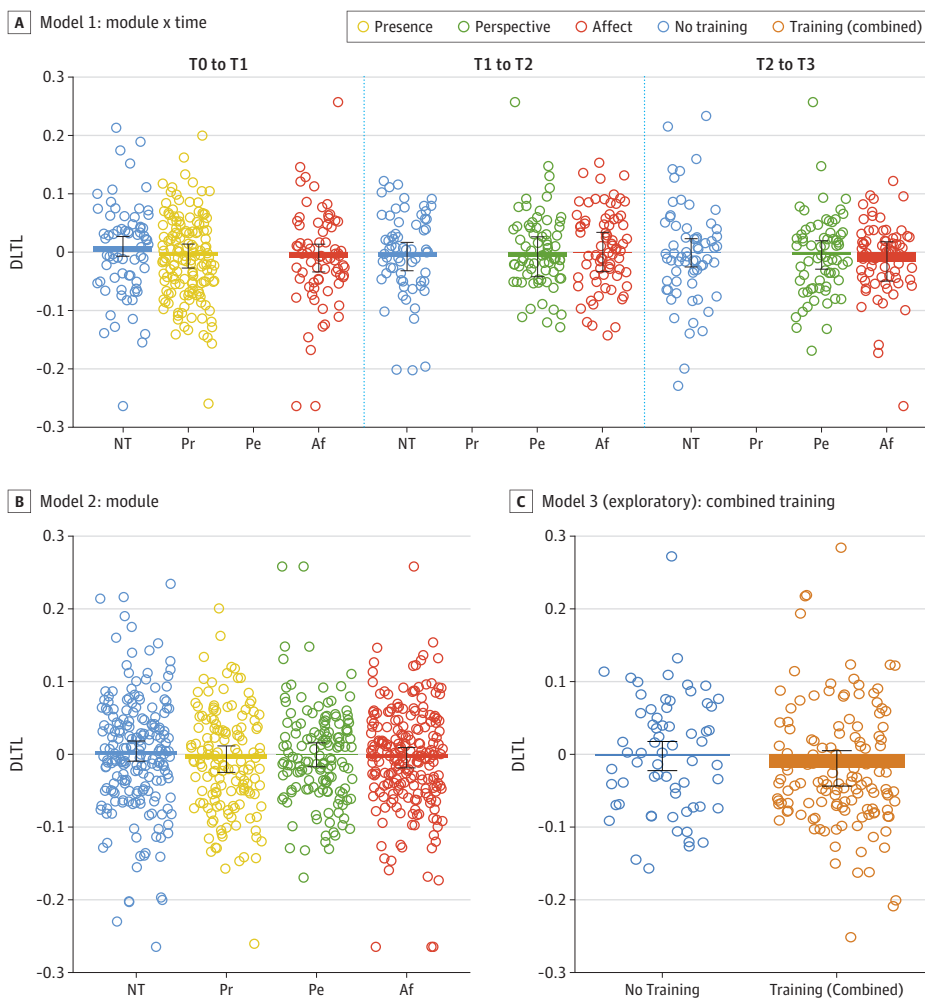 A Model 1: module x time
Presence Perspective Affect No training Training (combined)
T0 to T1 T1 to T2 T2 to T3
0.3
0.2
0.1
0
-0.1
-0.2
-0.3
DLTL
NT Pr Pe Af NT Pr Pe Af NT Pr Pe Af
B Model 2: module
0.3
0.2
0.1
0
-0.1
-0.2
-0.3
DLTL
NT Pr Pe Af
C Model 3 (exploratory): combined training
0.3
0.2
0.1
0
-0.1
-0.2
-0.3
DLTL
No Training Training (Combined)